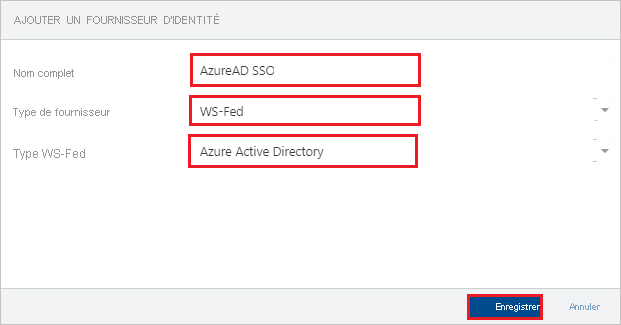 AJOUTER UN FOURNISSEUR D'IDENTITÉ
Nom complet AzureAD SSO
Type de fournisseur WS-Fed
Type WS-Fed Azure Active Directory
Enregistrer Annuler